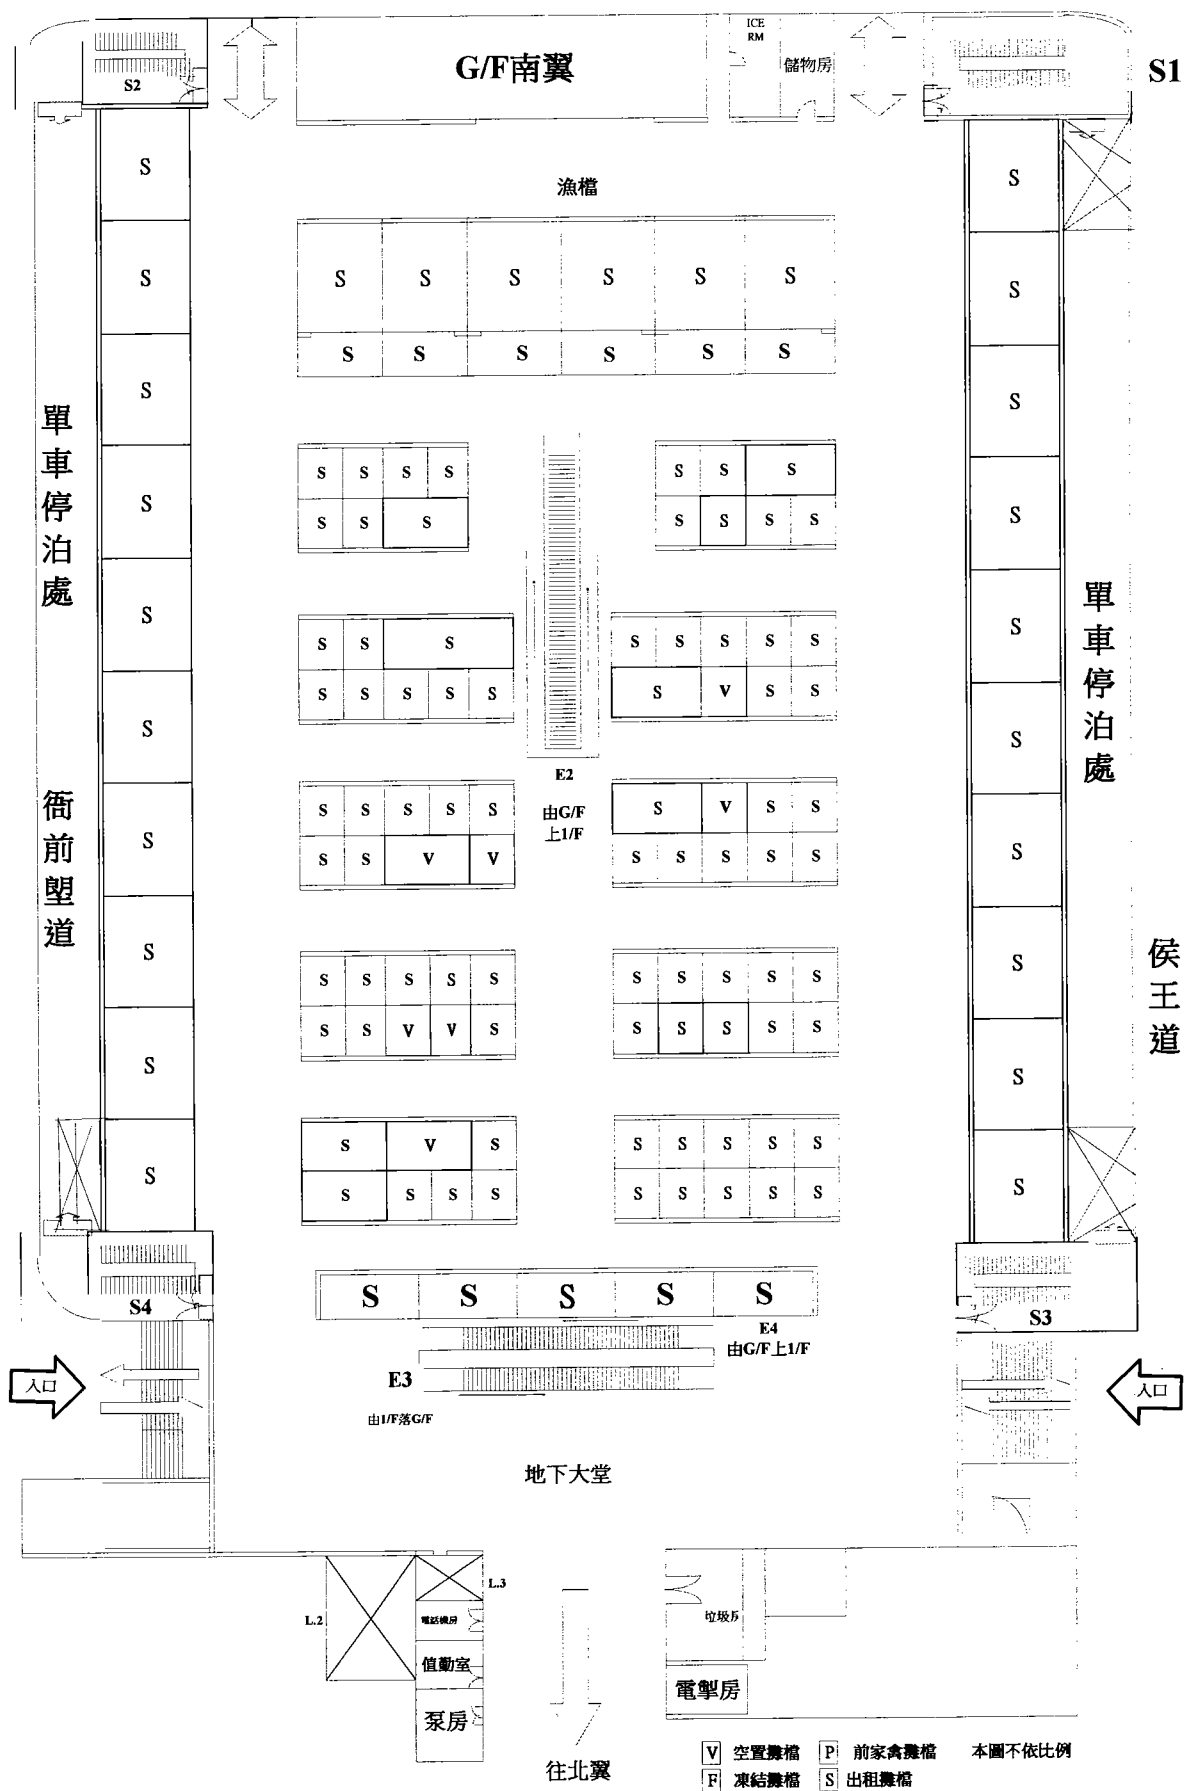 G/F南翼
ICE
RM
儲物房
S2
S1
漁檔
S S
S S S S S S
S S
S S S S S S
S S
單車停泊處
S S S S S S S
S S S S S S S
S S
S S S S S S S S
S S S S S S V S S
單車停泊處
S S
E2
由G/F
上1/F
S S S S S S V S S
S S V V S S S S S
S S
衙前塱道
侯王道
S S S S S S S S S S
S S V V S S S S S S
S S
S V S S S S S S
S S S S S S S S S
S S
S4
S S S S S
S3
E4
由G/F上1/F
E3
由1/F落G/F
入口
入口
地下大堂
L.2
L.3
電話機房
值勤室
泵房
垃圾房
電掣房
往北翼
V 空置攤檔 P 前家禽攤檔 本圖不依比例
F 凍結攤檔 S 出租攤檔